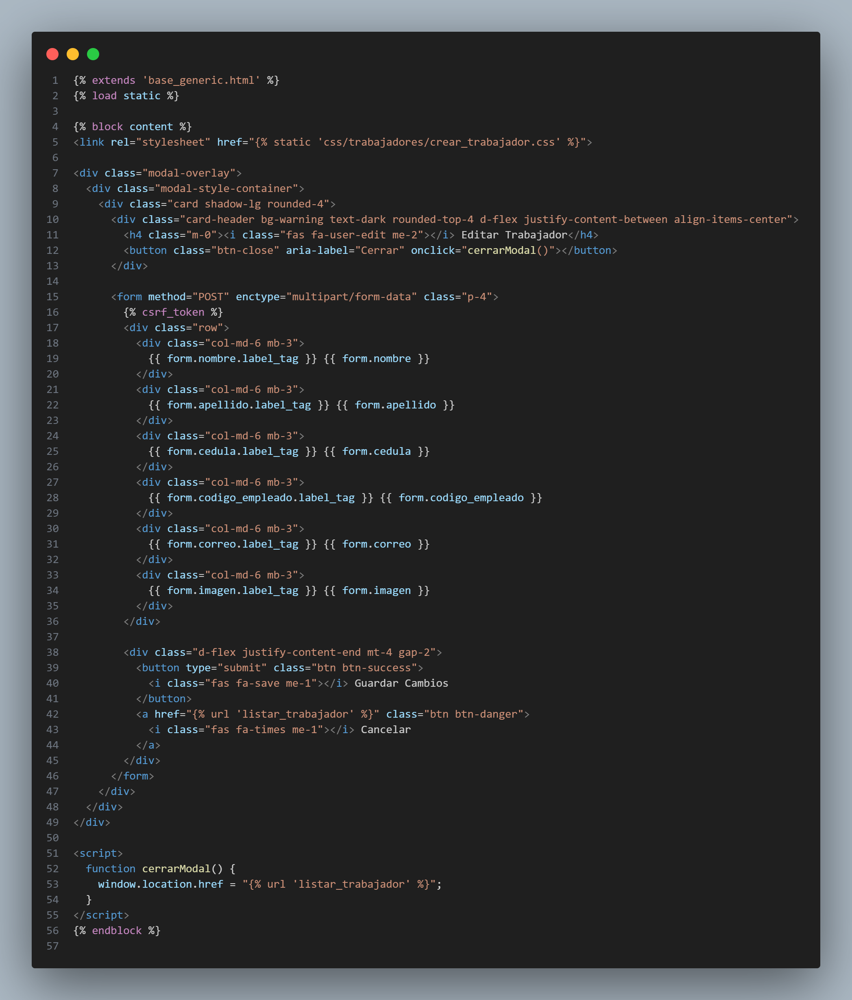 1 {% extends 'base_generic.html' %}
2 {% load static %}
3
4 {% block content %}
5 <link rel="stylesheet" href="{% static 'css/trabajadores/crear_trabajador.css' %}">
6
7 <div class="modal-overlay">
8   <div class="modal-style-container">
9     <div class="card shadow-lg rounded-4">
10       <div class="card-header bg-warning text-dark rounded-top-4 d-flex justify-content-between align-items-center">
11         <h4 class="m-0"><i class="fas fa-user-edit me-2"></i> Editar Trabajador</h4>
12         <button class="btn-close" aria-label="Cerrar" onclick="cerrarModal()"></button>
13       </div>
14
15       <form method="POST" enctype="multipart/form-data" class="p-4">
16         {% csrf_token %}
17         <div class="row">
18           <div class="col-md-6 mb-3">
19             {{ form.nombre.label_tag }} {{ form.nombre }}
20           </div>
21           <div class="col-md-6 mb-3">
22             {{ form.apellido.label_tag }} {{ form.apellido }}
23           </div>
24           <div class="col-md-6 mb-3">
25             {{ form.cedula.label_tag }} {{ form.cedula }}
26           </div>
27           <div class="col-md-6 mb-3">
28             {{ form.codigo_empleado.label_tag }} {{ form.codigo_empleado }}
29           </div>
30           <div class="col-md-6 mb-3">
31             {{ form.correo.label_tag }} {{ form.correo }}
32           </div>
33           <div class="col-md-6 mb-3">
34             {{ form.imagen.label_tag }} {{ form.imagen }}
35           </div>
36         </div>
37
38         <div class="d-flex justify-content-end mt-4 gap-2">
39           <button type="submit" class="btn btn-success">
40             <i class="fas fa-save me-1"></i> Guardar Cambios
41           </button>
42           <a href="{% url 'listar_trabajador' %}" class="btn btn-danger">
43             <i class="fas fa-times me-1"></i> Cancelar
44           </a>
45         </div>
46       </form>
47     </div>
48   </div>
49 </div>
50
51 <script>
52   function cerrarModal() {
53     window.location.href = "{% url 'listar_trabajador' %}";
54   }
55 </script>
56 {% endblock %}
57